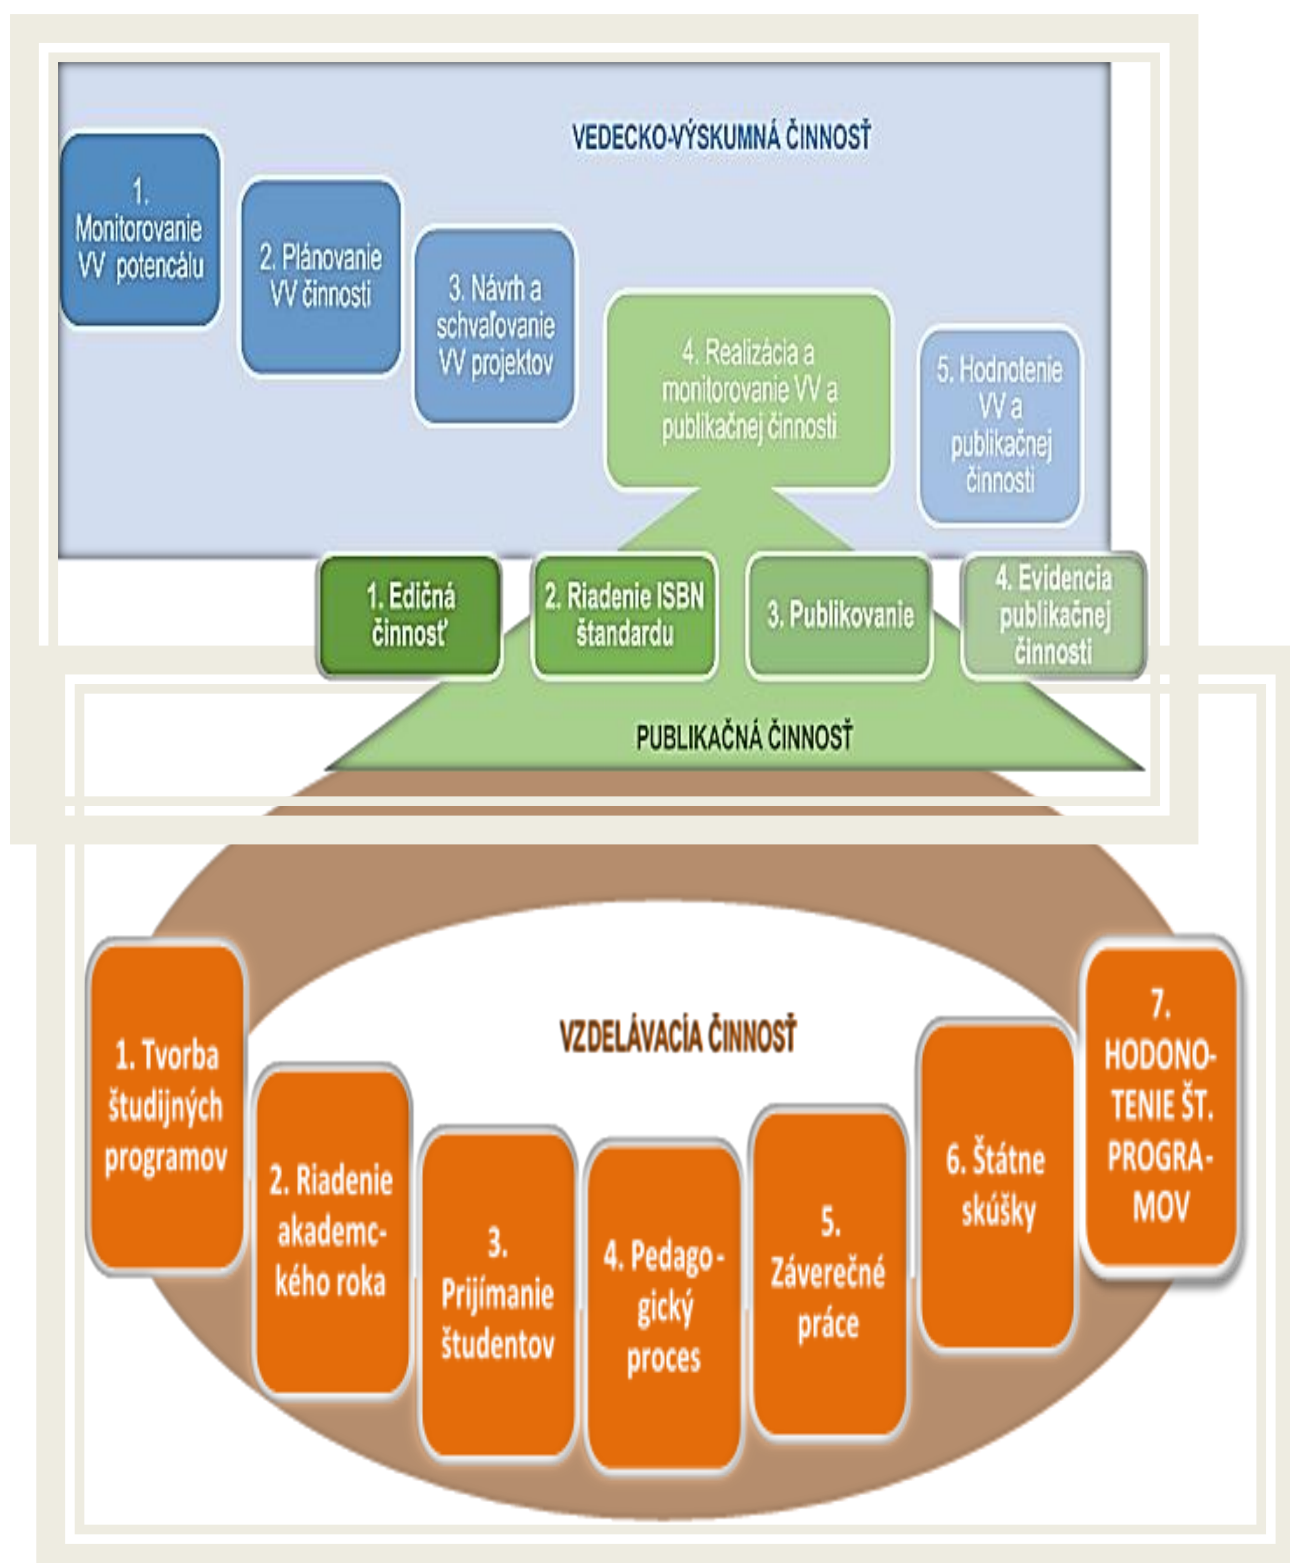 VEDECKO-VÝSKUMNÁ ČINNOSŤ
1.
Monitorovanie
VV potencálu
2. Plánovanie
VV činnosti
3. Návrh a
schvaľovanie
VV projektov
4. Realizácia a
monitorovanie VV a
publikačnej činnosti
5. Hodnotenie
VV a
publikačnej
činnosti
1. Edičná
činnosť
2. Riadenie ISBN
štandardu
3. Publikovanie
4. Evidencia
publikačnej
činnosti
PUBLIKAČNÁ ČINNOSŤ
VZDELÁVACÍA ČINNOSŤ
1. Tvorba
študijných
programov
2. Riadenie
akademc-
kého roka
3.
Prijímanie
študentov
4. Pedago-
gický
proces
5.
Záverečné
práce
6. Štátne
skúšky
7.
HODONO-
TENIE ŠT.
PROGRA-
MOV